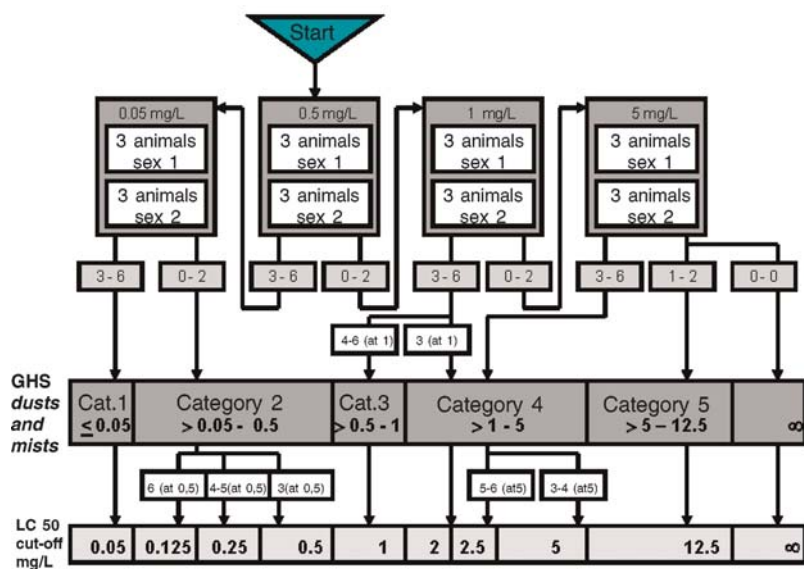 Start
0.05 mg/L
0.5 mg/L
1 mg/L
5 mg/L
3 animals
sex 1
3 animals
sex 1
3 animals
sex 1
3 animals
sex 1
3 animals
sex 2
3 animals
sex 2
3 animals
sex 2
3 animals
sex 2
3 - 6
0 - 2
3 - 6
0 - 2
3 - 6
0 - 2
3 - 6
1 - 2
0 - 0
4-6 (at 1)
3 (at 1)
GHS
dusts
and
mists
Cat.1
≤0.05
Category 2
>0.05 - 0.5
Cat.3
>0.5 - 1
Category 4
>1 - 5
Category 5
>5 – 12.5
∞
6 (at 0,5)
4-5(at 0,5)
3(at 0,5)
5-6 (at5)
3-4 (at5)
LC 50
cut-off
mg/L
0.05
0.125
0.25
0.5
1
2
2.5
5
12.5
∞